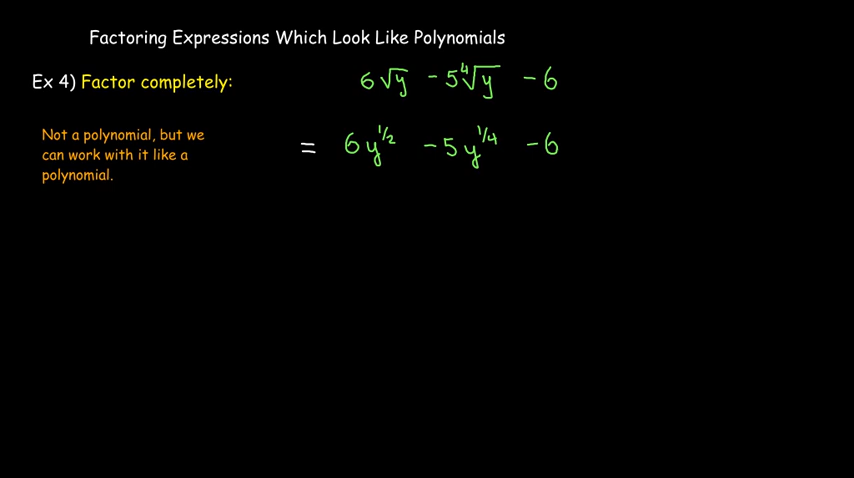 Factoring Expressions Which Look Like Polynomials
Ex 4) Factor completely: 6√y - 5∜y - 6
Not a polynomial, but we
can work with it like a
polynomial.
= 6y^{1/2} - 5y^{1/4} - 6